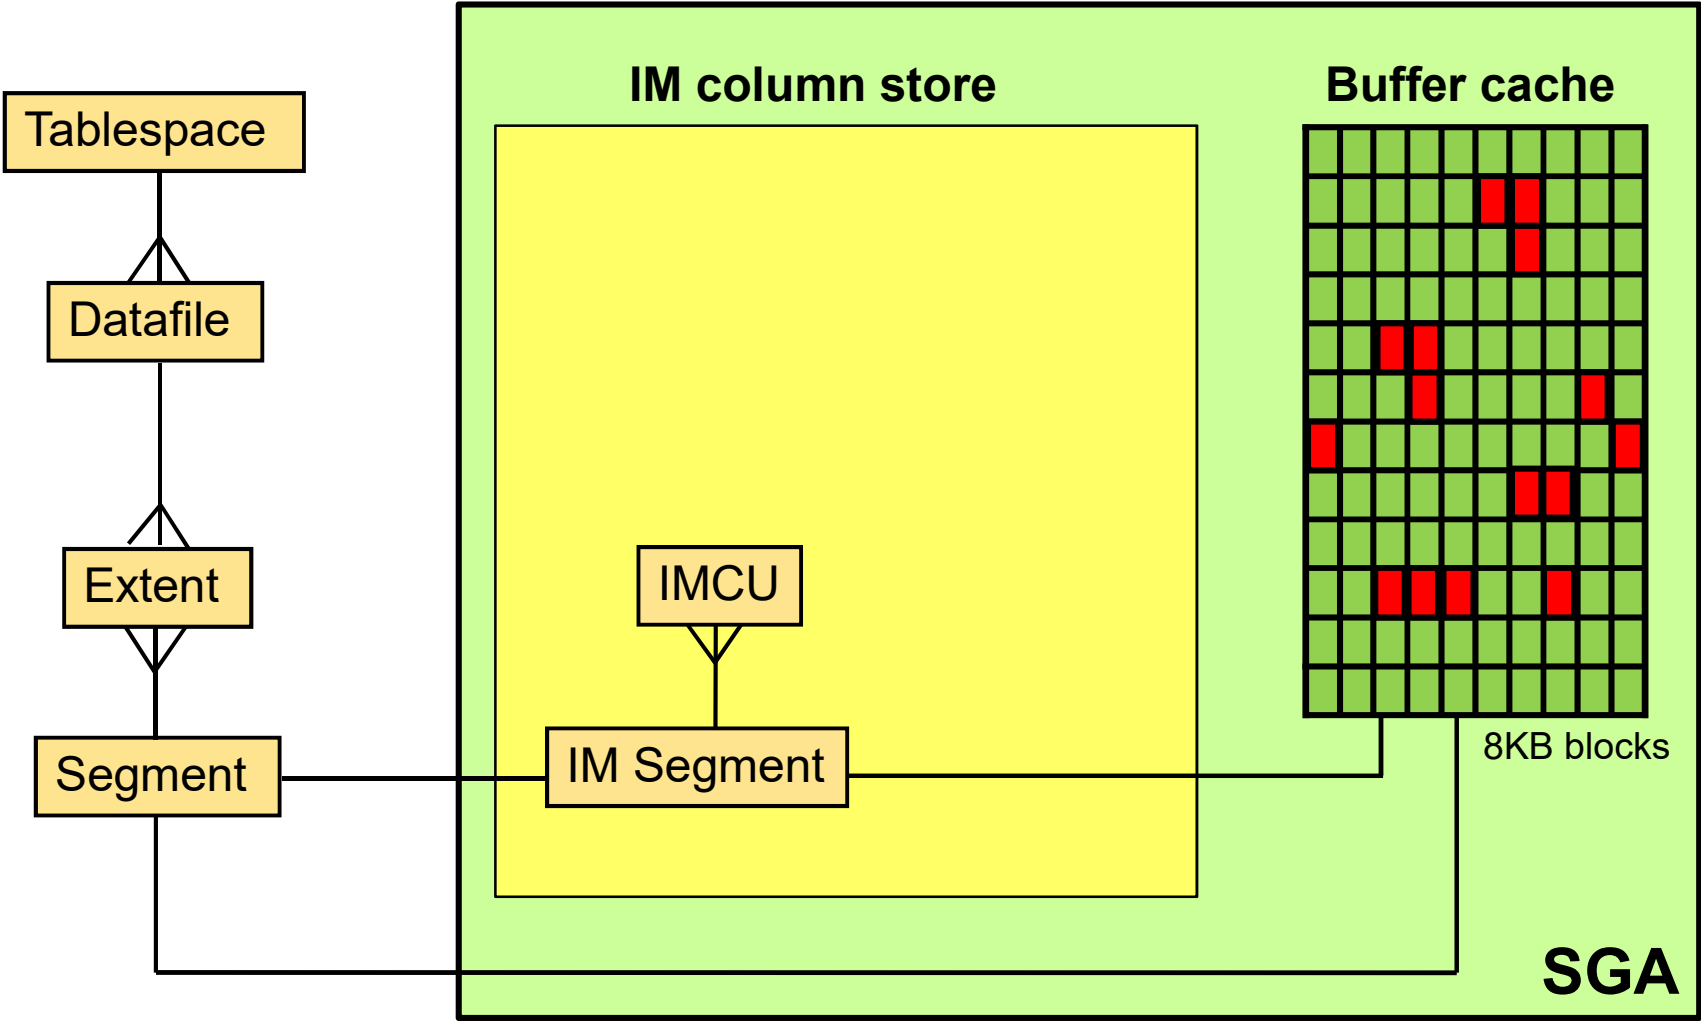 IM column store
Buffer cache
Tablespace
Datafile
Extent
IMCU
Segment
IM Segment
8KB blocks
SGA